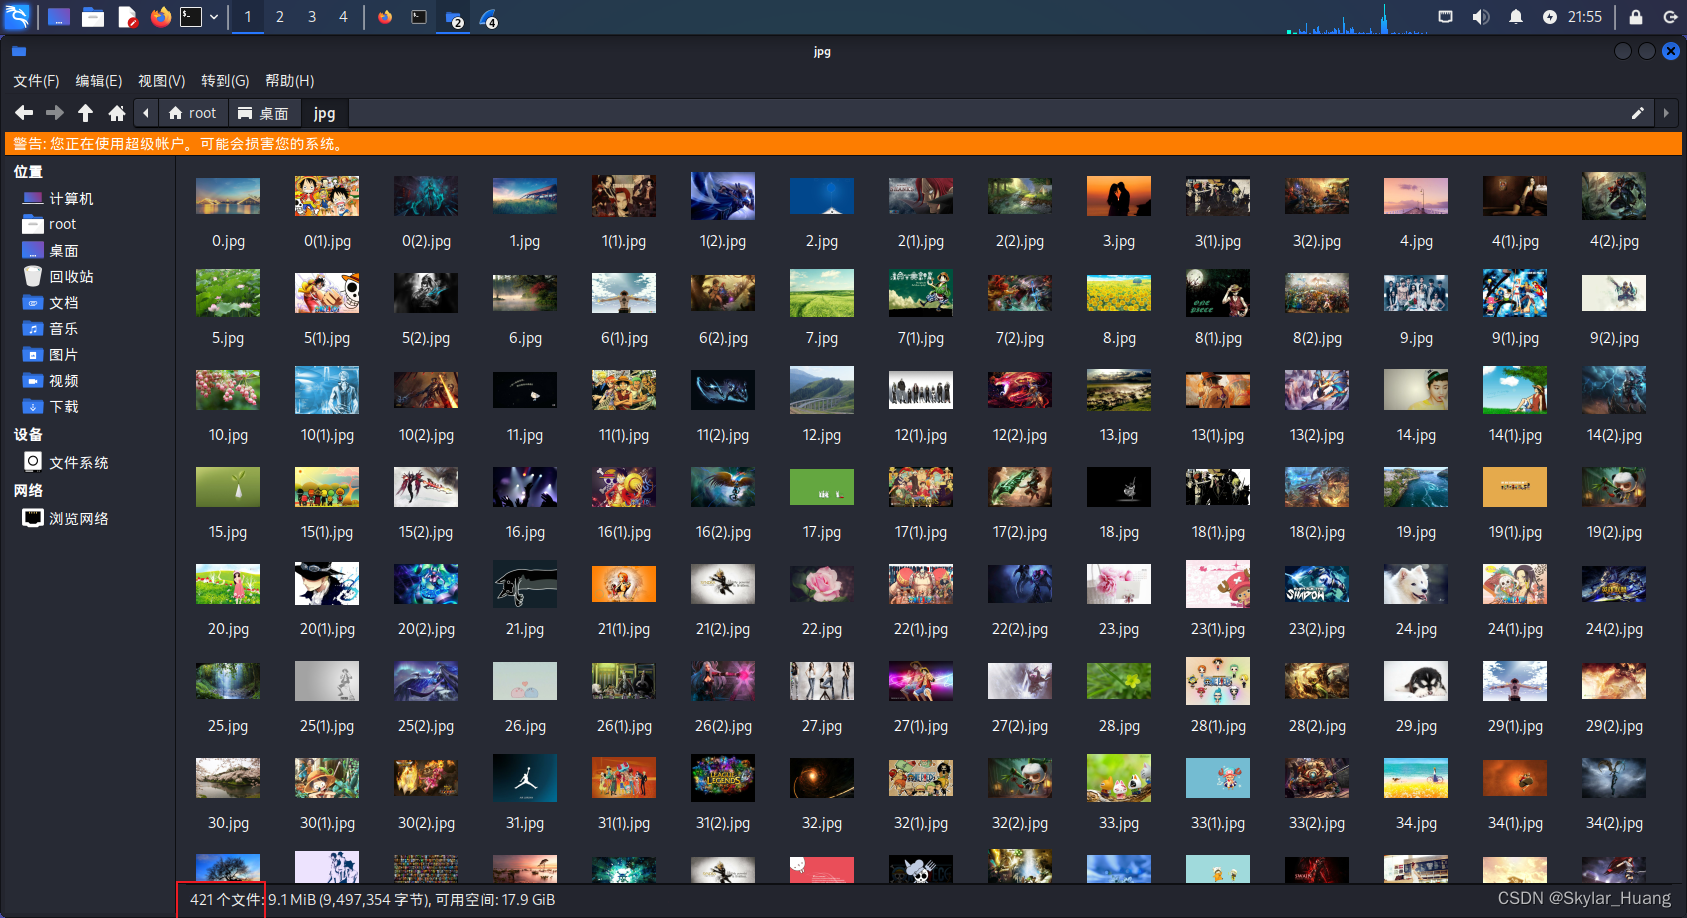 1 2 3 4 2 4 21:55
jpg
文件(F) 编辑(E) 视图(V) 转到(G) 帮助(H)
root 桌面 jpg
警告: 您正在使用超级帐户。可能会损害您的系统。
位置
计算机
root
桌面
回收站
文档
音乐
图片
视频
下载
设备
文件系统
网络
浏览网络
0.jpg 0(1).jpg 0(2).jpg 1.jpg 1(1).jpg 1(2).jpg 2.jpg 2(1).jpg 2(2).jpg 3.jpg 3(1).jpg 3(2).jpg 4.jpg 4(1).jpg 4(2).jpg
5.jpg 5(1).jpg 5(2).jpg 6.jpg 6(1).jpg 6(2).jpg 7.jpg 7(1).jpg 7(2).jpg 8.jpg 8(1).jpg 8(2).jpg 9.jpg 9(1).jpg 9(2).jpg
10.jpg 10(1).jpg 10(2).jpg 11.jpg 11(1).jpg 11(2).jpg 12.jpg 12(1).jpg 12(2).jpg 13.jpg 13(1).jpg 13(2).jpg 14.jpg 14(1).jpg 14(2).jpg
15.jpg 15(1).jpg 15(2).jpg 16.jpg 16(1).jpg 16(2).jpg 17.jpg 17(1).jpg 17(2).jpg 18.jpg 18(1).jpg 18(2).jpg 19.jpg 19(1).jpg 19(2).jpg
20.jpg 20(1).jpg 20(2).jpg 21.jpg 21(1).jpg 21(2).jpg 22.jpg 22(1).jpg 22(2).jpg 23.jpg 23(1).jpg 23(2).jpg 24.jpg 24(1).jpg 24(2).jpg
25.jpg 25(1).jpg 25(2).jpg 26.jpg 26(1).jpg 26(2).jpg 27.jpg 27(1).jpg 27(2).jpg 28.jpg 28(1).jpg 28(2).jpg 29.jpg 29(1).jpg 29(2).jpg
30.jpg 30(1).jpg 30(2).jpg 31.jpg 31(1).jpg 31(2).jpg 32.jpg 32(1).jpg 32(2).jpg 33.jpg 33(1).jpg 33(2).jpg 34.jpg 34(1).jpg 34(2).jpg
421 个文件: 9.1 MiB (9,497,354 字节), 可用空间: 17.9 GiB
CSDN @Skylar_Huang